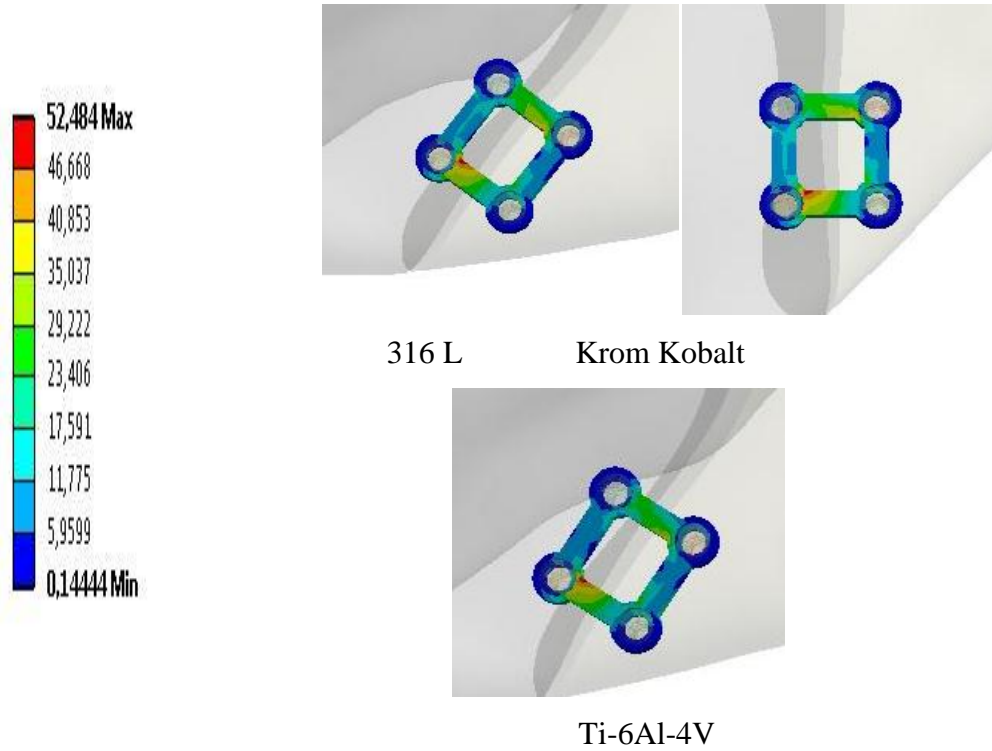 52,484 Max
46,668
40,853
35,037
29,222
23,406
17,591
11,775
5,9599
0,14444 Min
316 L
Krom Kobalt
Ti-6Al-4V